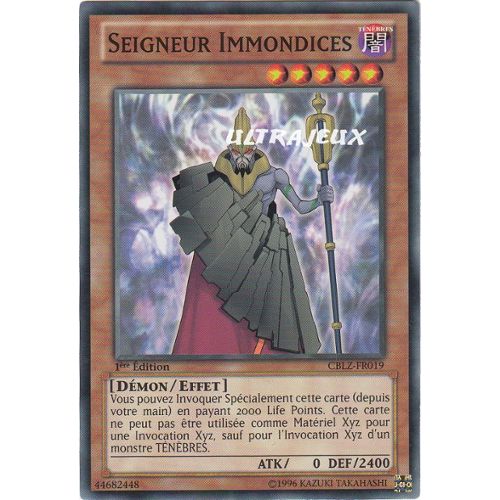 SEIGNEUR IMMONDICES
TÉNÈBRES
闇
ULTRAJEUX
1ère Édition
CBLZ-FR019
[DÉMON/EFFET]
Vous pouvez Invoquer Spécialement cette carte (depuis
votre main) en payant 2000 Life Points. Cette carte
ne peut pas être utilisée comme Matériel Xyz pour
une Invocation Xyz, sauf pour l'Invocation Xyz d'un
monstre TÉNÈBRES.
ATK/ 0 DEF/2400
44682448
©1996 KAZUKI TAKAHASHI